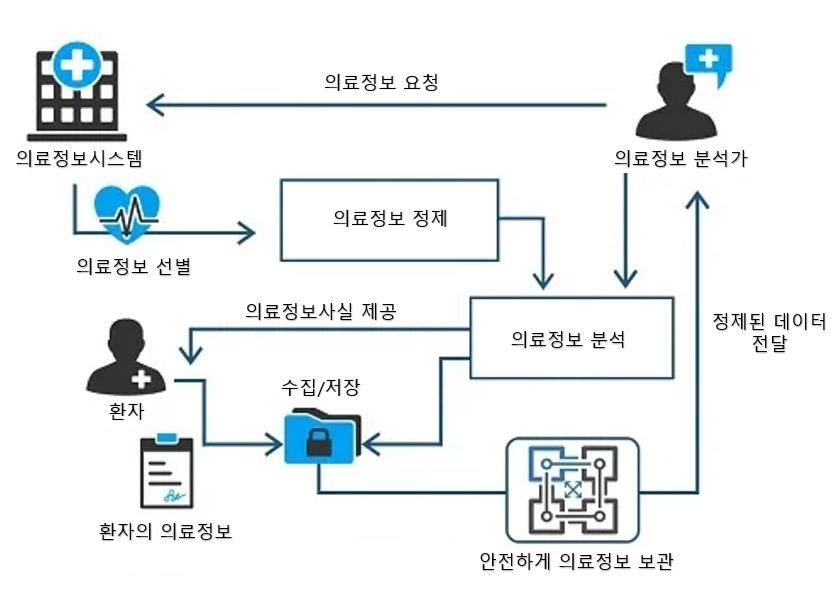 의료정보 요청
의료정보시스템
의료정보 분석가
의료정보 정제
의료정보 선별
의료정보사실 제공
의료정보 분석
정제된 데이터
전달
수집/저장
환자
환자의 의료정보
안전하게 의료정보 보관